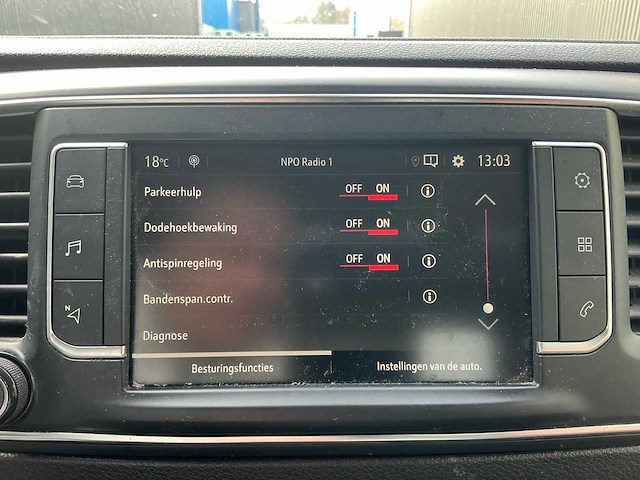 18°C NPO Radio 1 13:03
Parkeerhulp OFF ON
Dodehoekbewaking OFF ON
Antispinregeling OFF ON
Bandenspan.contr.
Diagnose
Besturingsfuncties Instellingen van de auto.
N